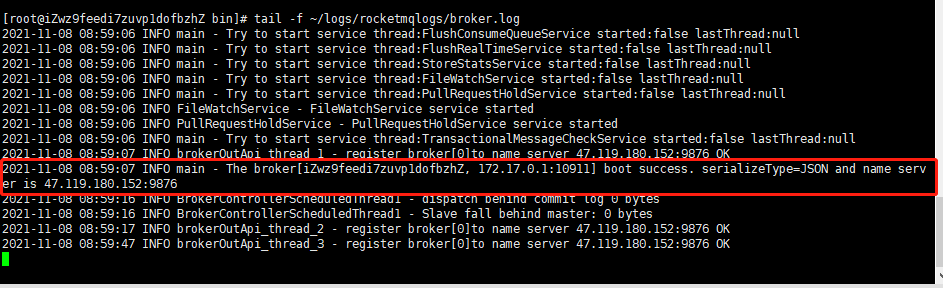 [root@iZwz9feedi7zuvp1dofbzhZ bin]# tail -f ~/logs/rocketmqlogs/broker.log
2021-11-08 08:59:06 INFO main - Try to start service thread:FlushConsumeQueueService started:false lastThread:null
2021-11-08 08:59:06 INFO main - Try to start service thread:FlushRealTimeService started:false lastThread:null
2021-11-08 08:59:06 INFO main - Try to start service thread:StoreStatsService started:false lastThread:null
2021-11-08 08:59:06 INFO main - Try to start service thread:FileWatchService started:false lastThread:null
2021-11-08 08:59:06 INFO main - Try to start service thread:PullRequestHoldService started:false lastThread:null
2021-11-08 08:59:06 INFO FileWatchService - FileWatchService service started
2021-11-08 08:59:06 INFO PullRequestHoldService - PullRequestHoldService service started
2021-11-08 08:59:06 INFO main - Try to start service thread:TransactionalMessageCheckService started:false lastThread:null
2021-11-08 08:59:07 INFO brokerOutApi_thread_1 - register broker[0]to name server 47.119.180.152:9876 OK
2021-11-08 08:59:07 INFO main - The broker[iZwz9feedi7zuvp1dofbzhZ, 172.17.0.1:10911] boot success. serializeType=JSON and name serv
er is 47.119.180.152:9876
2021-11-08 08:59:16 INFO BrokerControllerScheduledThread1 - dispatch behind commit log 0 bytes
2021-11-08 08:59:16 INFO BrokerControllerScheduledThread1 - Slave fall behind master: 0 bytes
2021-11-08 08:59:17 INFO brokerOutApi_thread_2 - register broker[0]to name server 47.119.180.152:9876 OK
2021-11-08 08:59:47 INFO brokerOutApi_thread_3 - register broker[0]to name server 47.119.180.152:9876 OK